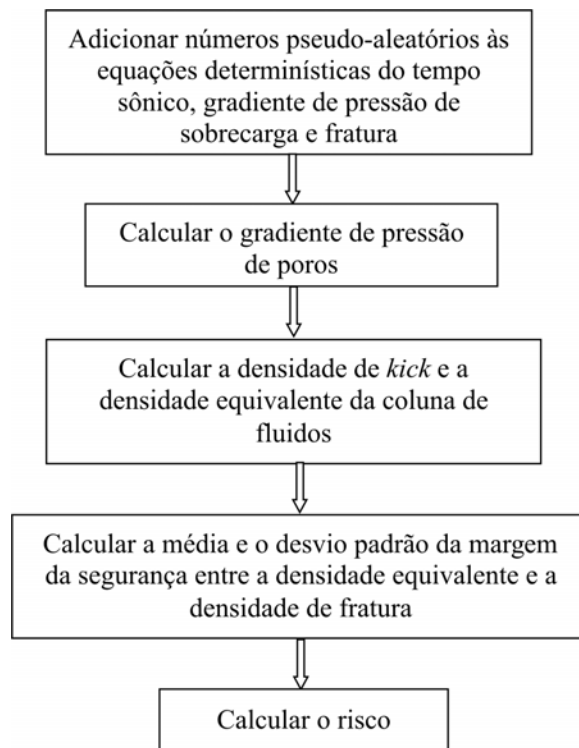 Adicionar números pseudo-aleatórios às
equações determinísticas do tempo
sônico, gradiente de pressão de
sobrecarga e fratura
Calcular o gradiente de pressão
de poros
Calcular a densidade de kick e a
densidade equivalente da coluna de
fluidos
Calcular a média e o desvio padrão da margem
da segurança entre a densidade equivalente e a
densidade de fratura
Calcular o risco